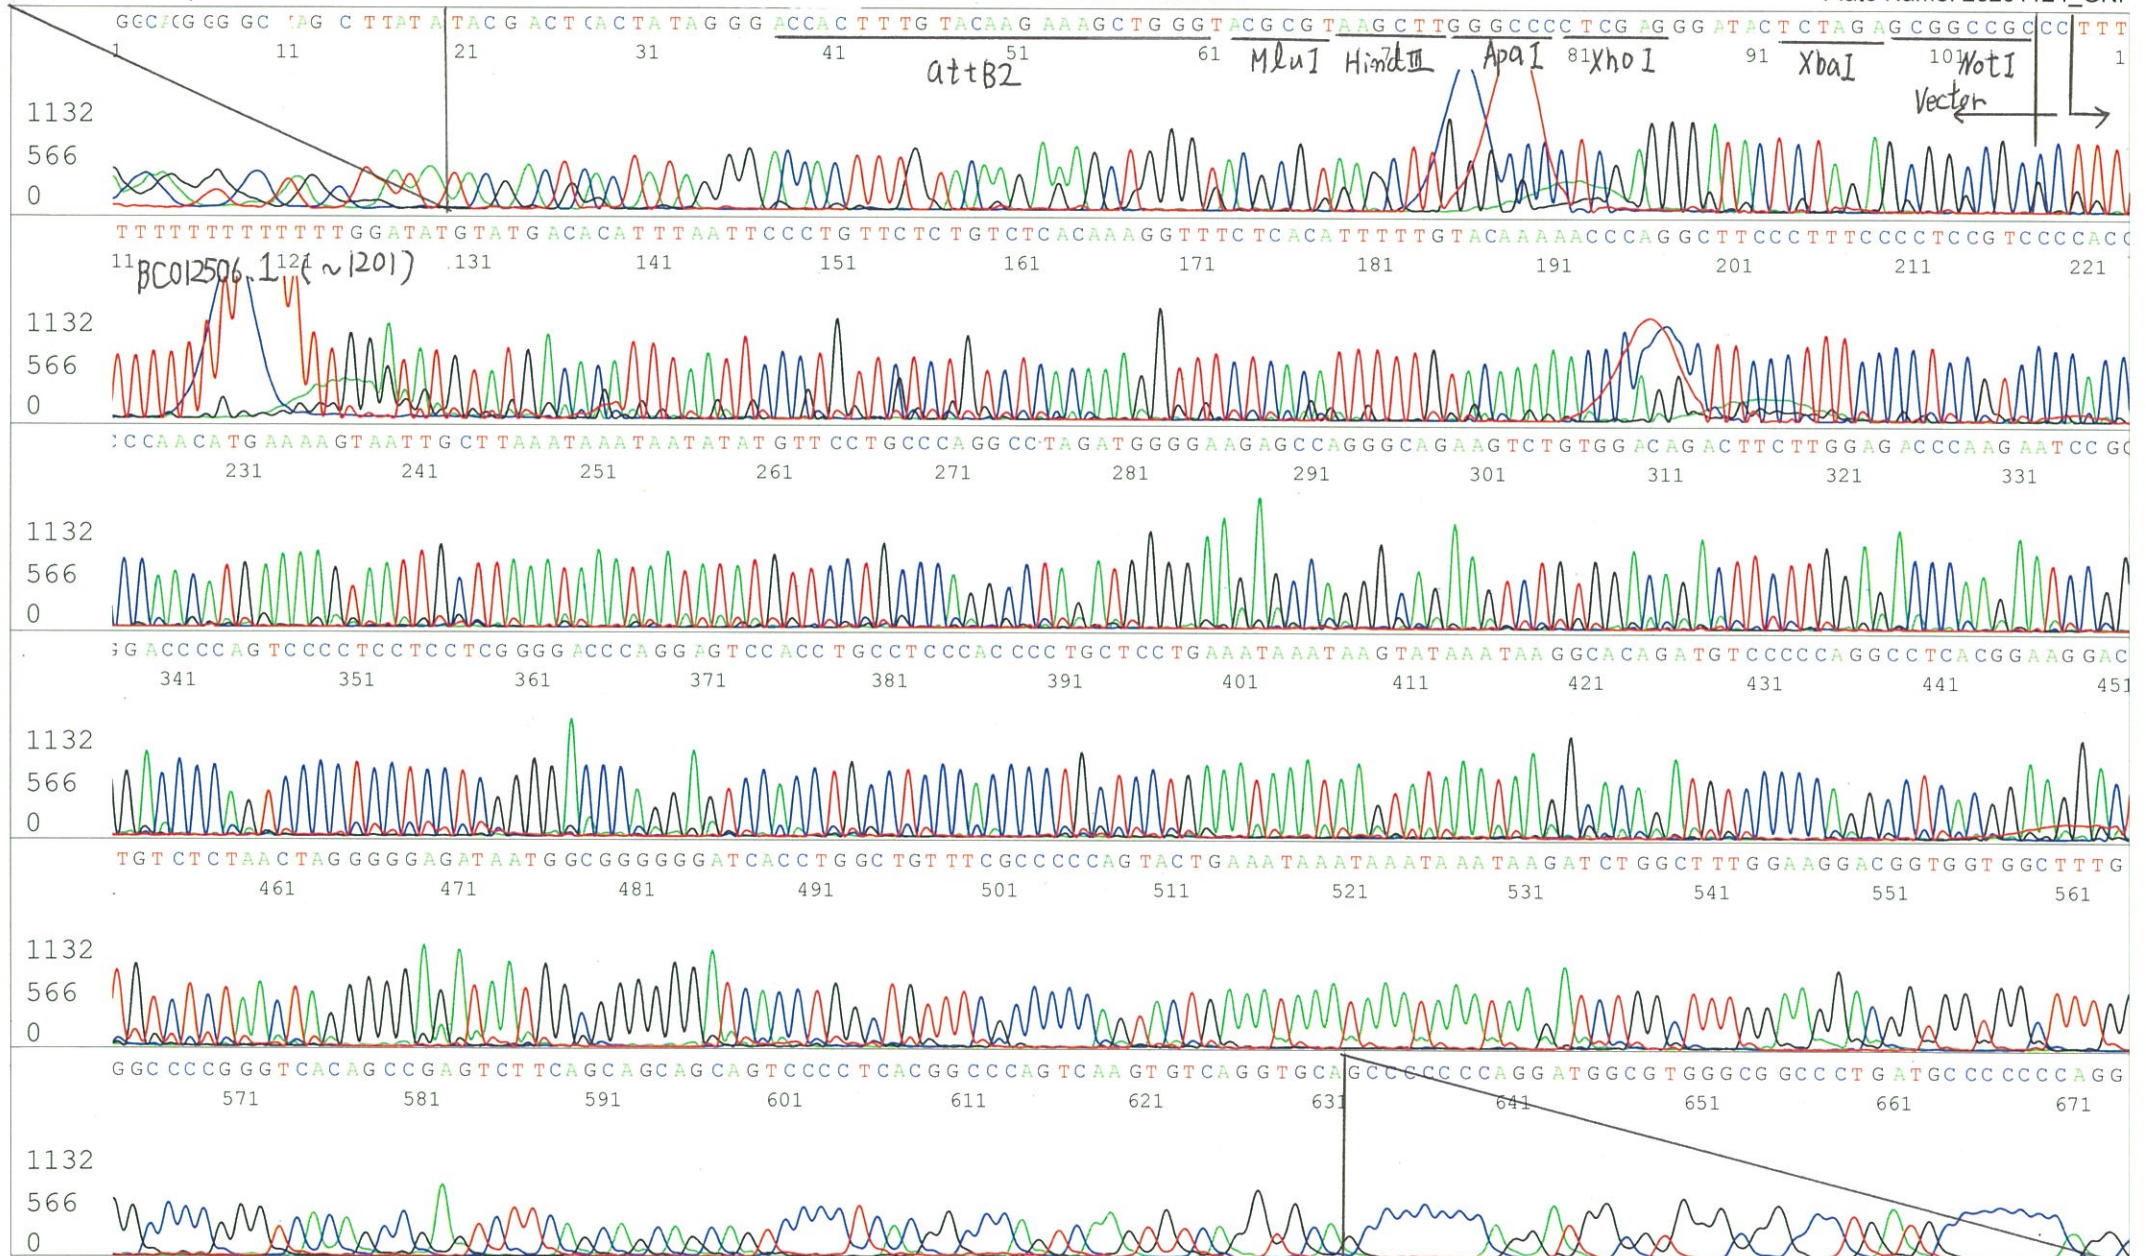 GGCACGGGGC TAGCTTATATACGACTCACTATAGGGACCACTTTGTACAAGAAAGCTGGGTACGCGTAAGCTTGGGCCCCTCGAGGGATACTCTAGAGCGGCCGCCCTTT
1 11 21 31 41 51 61 81 91 101 1
attB2 MluI HindIII ApaI XhoI XbaI NotI
Vector
1132
566
0
TTTTTTTTTTTTTGGATATGTATGACACATTTAATTCCCTGTTCTCTGTCTCACAAAGGTTTCTCACATTTTTGTACAAAAACCCAGGCTTCCCTTTCCCCTCCGTCCCCACC
11 121 131 141 151 161 171 181 191 201 211 221
BC012506.1 (~1201)
1132
566
0
CCCAACATGAAAAGTAATTGCTTAAATAAATAATATATGTTCCTGCCCAGGCCTAGATGGGGAAGAGCCAGGGCAGAAGTCTGTGGACAGACTTCTTGGAGACCCAAGAATCCGG
231 241 251 261 271 281 291 301 311 321 331
1132
566
0
GGACCCCAGTCCCCTCCTCCTCGGGGACCCAGGAGTCCACCTGCCTCCCACCCCTGCTCCTGAAATAAATAAGTATAAATAAGGCACAGATGTCCCCCAGGCCTCACGGAAGGAC
341 351 361 371 381 391 401 411 421 431 441 451
1132
566
0
TGTCTCTAACTAGGGGGAGATAATGGCGGGGGGATCACCTGGCTGTTTCGCCCCCAGTACTGAAATAAATAAATAAATAAGATCTGGCTTTGGAAGGACGGTGGTGGCTTTG
461 471 481 491 501 511 521 531 541 551 561
1132
566
0
GGCCCCGGGTCACAGCCGAGTCTTCAGCAGCAGCAGTCCCCTCACGGCCCAGTCAAGTGTCAGGTGCAGCCCCCCCAGGATGGCGTGGGCGGCCCTGATGCCCCCCCAGG
571 581 591 601 611 621 631 641 651 661 671
1132
566
0